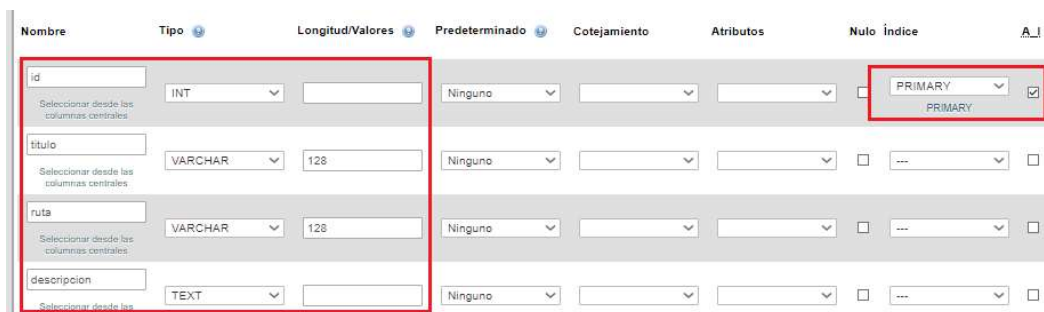 Nombre Tipo Longitud/Valores Predeterminado Cotejamiento Atributos Nulo Índice A_I
id INT Ninguno PRIMARY
Seleccionar desde las
columnas centrales
PRIMARY
titulo VARCHAR 128 Ninguno ---
Seleccionar desde las
columnas centrales
ruta VARCHAR 128 Ninguno ---
Seleccionar desde las
columnas centrales
descripcion TEXT Ninguno ---
Seleccionar desde las